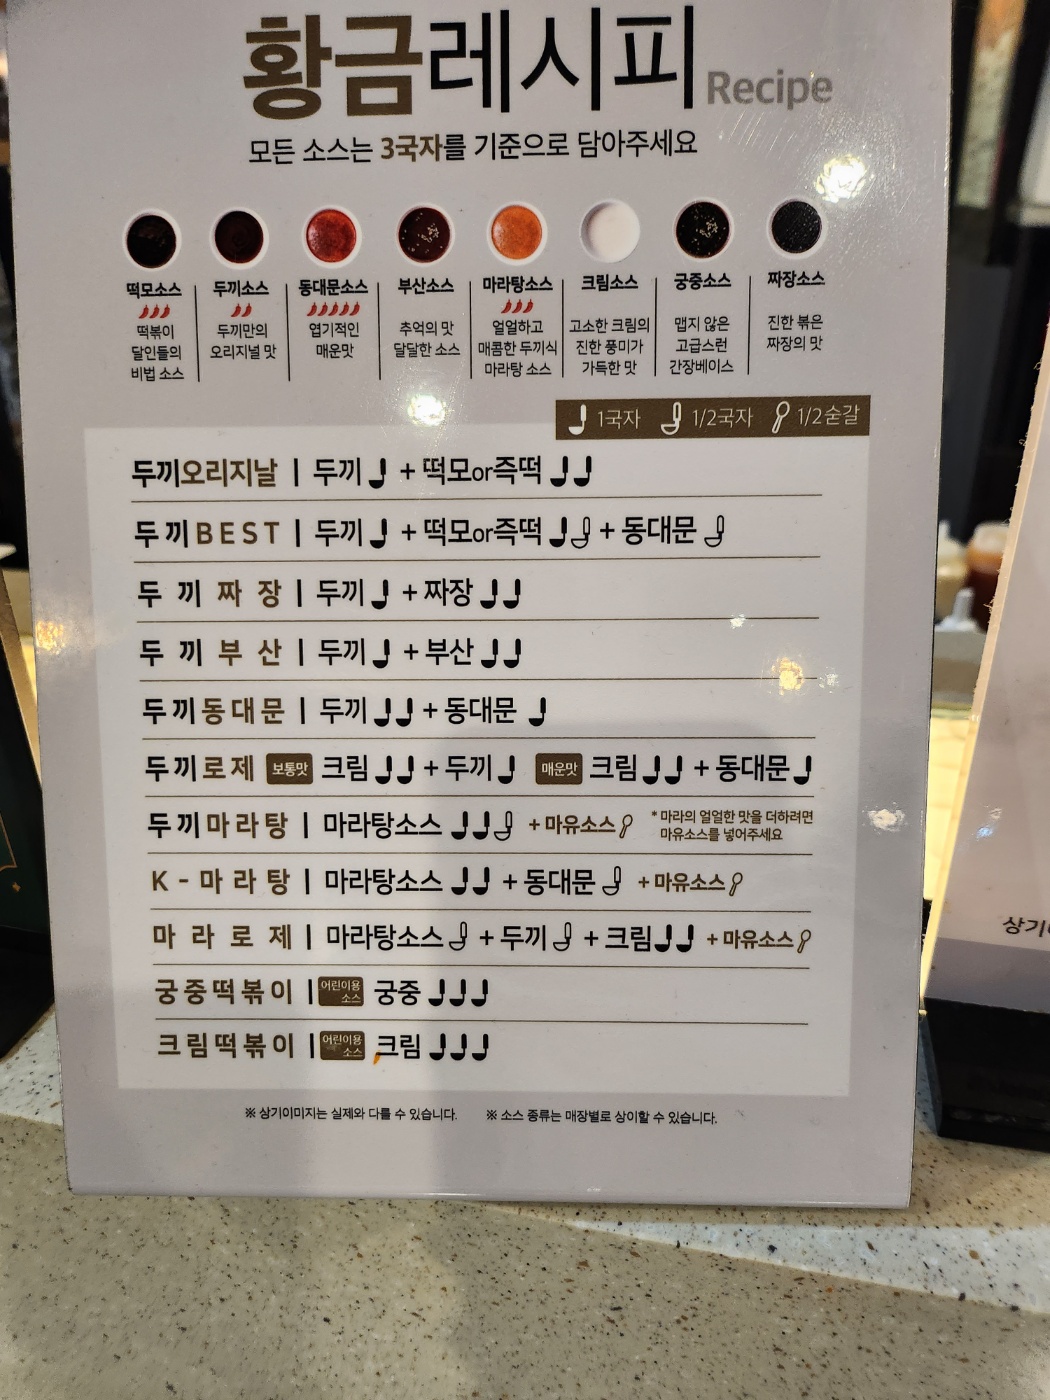 황금레시피 Recipe
모든 소스는 3국자를 기준으로 담아주세요
떡모소스 두끼소스 동대문소스 부산소스 마라탕소스 크림소스 궁중소스 짜장소스
떡볶이 두끼만의 엽기적인 추억의 맛 얼얼하고 고소한 크림의 맵지 않은 진한 볶은
달인들의 오리지널 맛 매운맛 달달한 소스 매콤한 두끼식 진한 풍미가 고급스런 짜장의 맛
비법 소스 마라탕 소스 가득한 맛 간장베이스
1국자 1/2국자 1/2숟갈
두끼오리지날 | 두끼 + 떡모or즉떡
두끼BEST | 두끼 + 떡모or즉떡 + 동대문
두끼짜장 | 두끼 + 짜장
두끼부산 | 두끼 + 부산
두끼동대문 | 두끼 + 동대문
두끼로제 보통맛 크림 + 두끼 매운맛 크림 + 동대문
두끼마라탕 | 마라탕소스 + 마유소스 * 마라의 얼얼한 맛을 더하려면
마유소스를 넣어주세요
K-마라탕 | 마라탕소스 + 동대문 + 마유소스
마라로제 | 마라탕소스 + 두끼 + 크림 + 마유소스
궁중떡볶이 | 어린이용 소스 궁중
크림떡볶이 | 어린이용 소스 크림
※ 상기이미지는 실제와 다를 수 있습니다. ※ 소스 종류는 매장별로 상이할 수 있습니다.